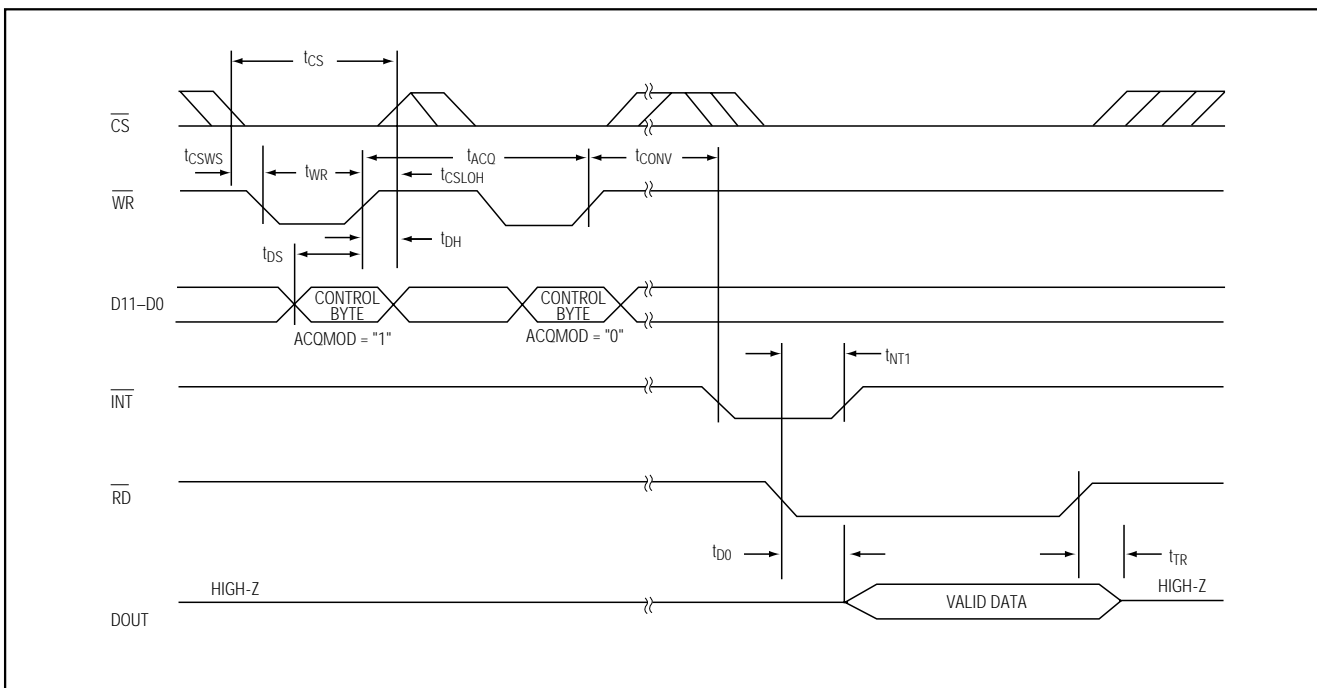 tCS
CS
tCSWS
tWR
tACQ
tCONV
tCSLOH
WR
tDH
tDS
D11–D0
CONTROL
BYTE
CONTROL
BYTE
ACQMOD = "1"
ACQMOD = "0"
tNT1
INT
RD
tD0
tTR
HIGH-Z
HIGH-Z
VALID DATA
DOUT